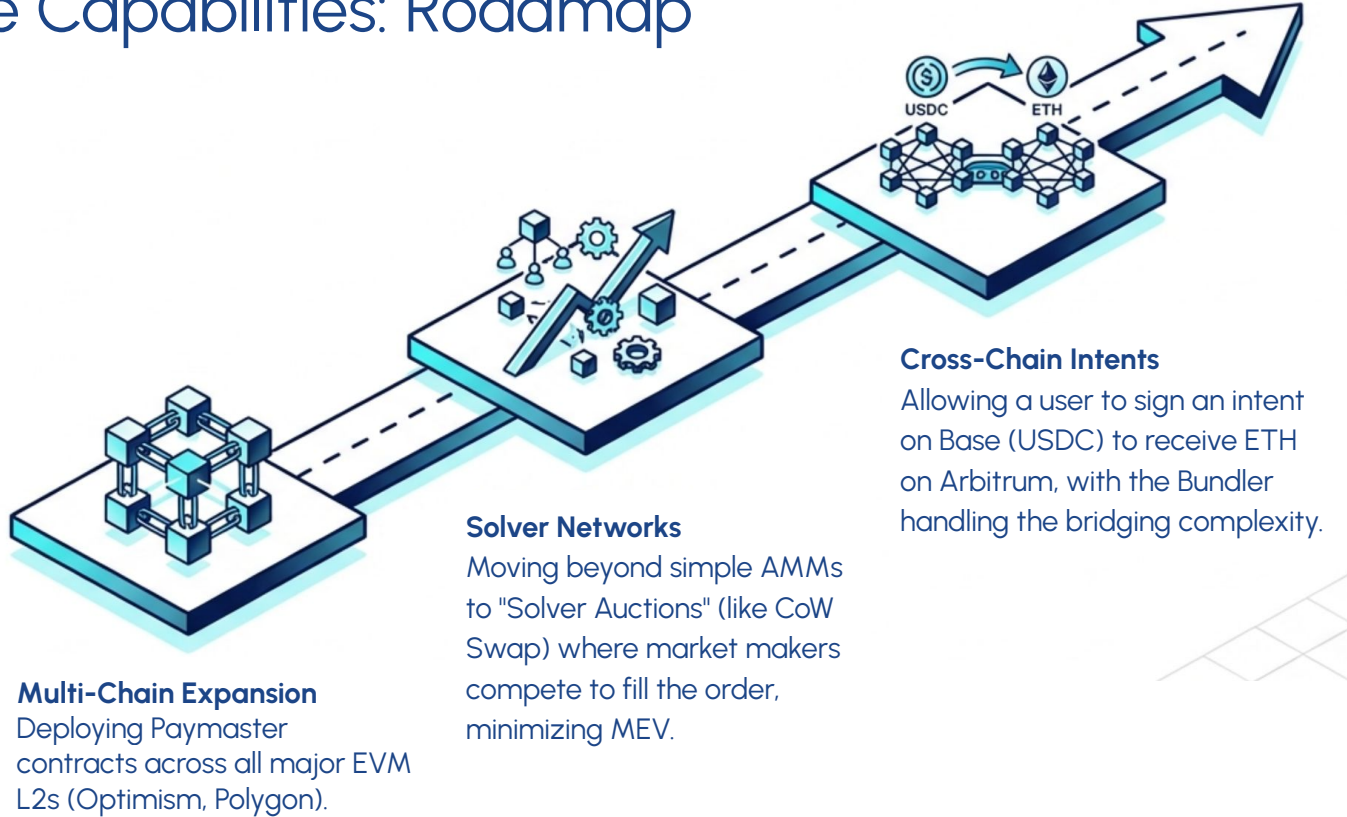 e Capabilities: Roadmap
USDC
ETH
Cross-Chain Intents
Allowing a user to sign an intent
on Base (USDC) to receive ETH
on Arbitrum, with the Bundler
handling the bridging complexity.
Solver Networks
Moving beyond simple AMMs
to "Solver Auctions" (like CoW
Swap) where market makers
compete to fill the order,
minimizing MEV.
Multi-Chain Expansion
Deploying Paymaster
contracts across all major EVM
L2s (Optimism, Polygon).